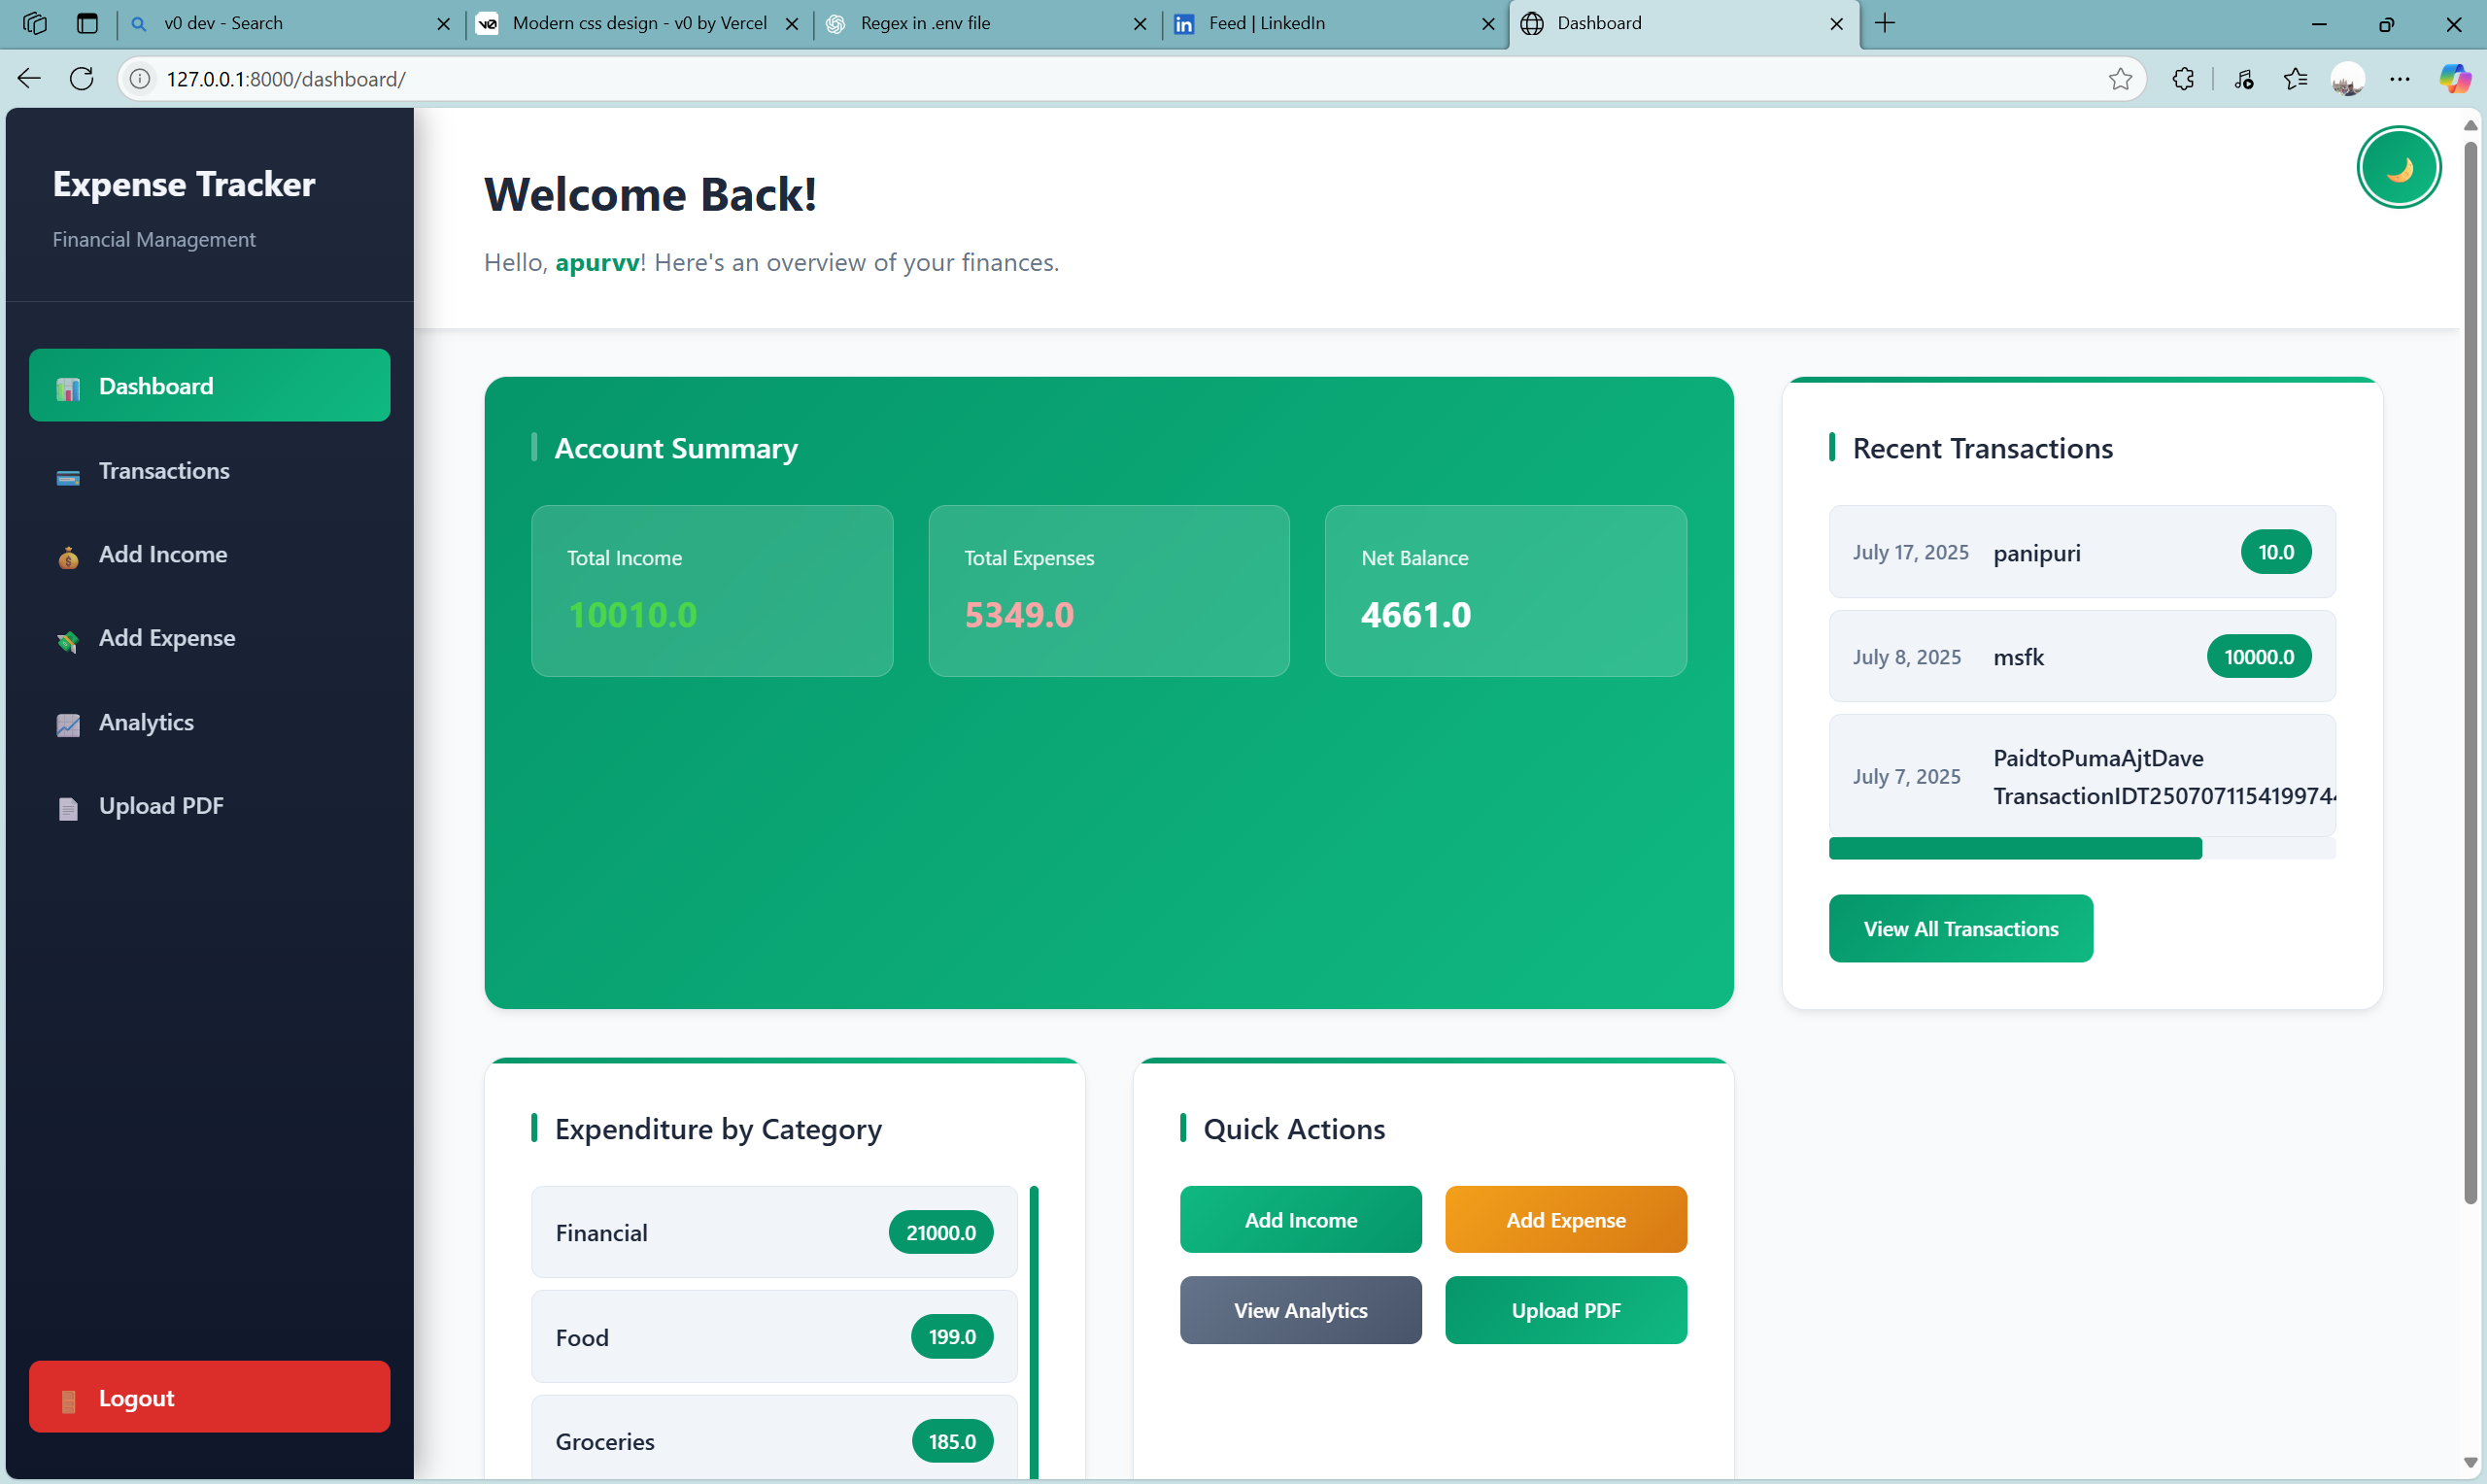 v0 dev - Search
Modern css design - v0 by Vercel
Regex in .env file
Feed | LinkedIn
Dashboard
127.0.0.1:8000/dashboard/
Expense Tracker
Financial Management
Dashboard
Transactions
Add Income
Add Expense
Analytics
Upload PDF
Logout
Welcome Back!
Hello, apurvv! Here's an overview of your finances.
Account Summary
Total Income
10010.0
Total Expenses
5349.0
Net Balance
4661.0
Recent Transactions
July 17, 2025 panipuri 10.0
July 8, 2025 msfk 10000.0
July 7, 2025
PaidtoPumaAjtDave
TransactionIDT2507071154199744
View All Transactions
Expenditure by Category
Financial 21000.0
Food 199.0
Groceries 185.0
Quick Actions
Add Income
Add Expense
View Analytics
Upload PDF